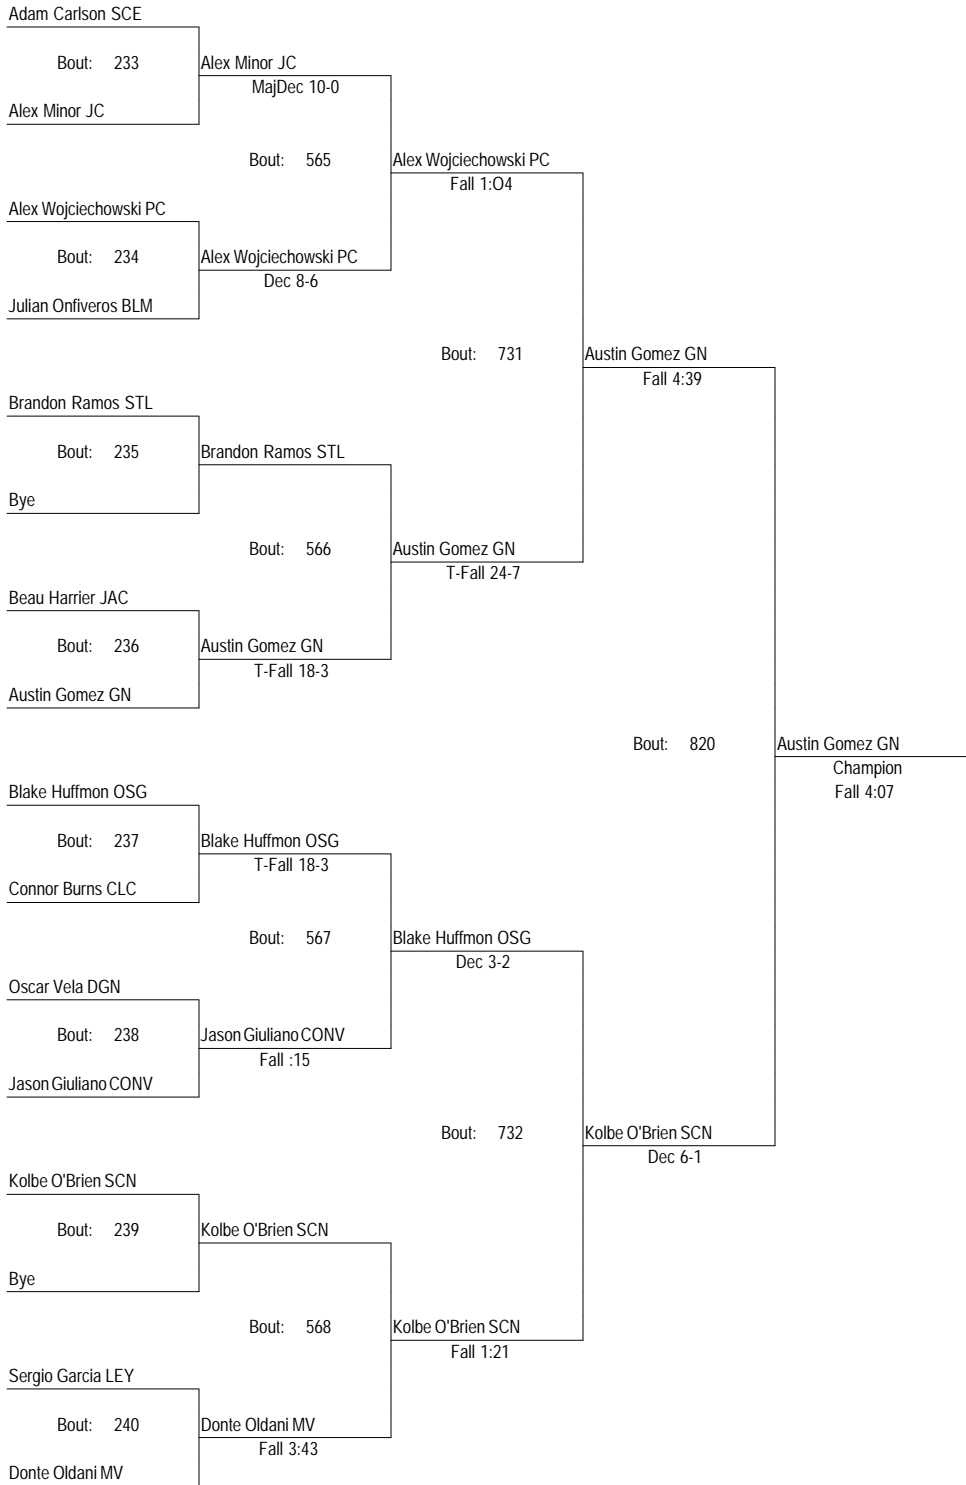 Adam Carlson SCE
Bout: 233
Alex Minor JC
MajDec 10-0
Alex Minor JC
Bout: 565
Alex Wojciechowski PC
Fall 1:O4
Alex Wojciechowski PC
Bout: 234
Alex Wojciechowski PC
Dec 8-6
Julian Onfiveros BLM
Bout: 731
Austin Gomez GN
Fall 4:39
Brandon Ramos STL
Bout: 235
Brandon Ramos STL
Bye
Bout: 566
Austin Gomez GN
T-Fall 24-7
Beau Harrier JAC
Bout: 236
Austin Gomez GN
T-Fall 18-3
Austin Gomez GN
Bout: 820
Austin Gomez GN
Champion
Fall 4:07
Blake Huffmon OSG
Bout: 237
Blake Huffmon OSG
T-Fall 18-3
Connor Burns CLC
Bout: 567
Blake Huffmon OSG
Dec 3-2
Oscar Vela DGN
Bout: 238
Jason Giuliano CONV
Fall :15
Jason Giuliano CONV
Bout: 732
Kolbe O'Brien SCN
Dec 6-1
Kolbe O'Brien SCN
Bout: 239
Kolbe O'Brien SCN
Bye
Bout: 568
Kolbe O'Brien SCN
Fall 1:21
Sergio Garcia LEY
Bout: 240
Donte Oldani MV
Fall 3:43
Donte Oldani MV